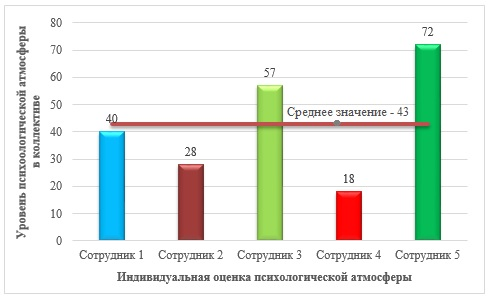 Уровень психоологической атмосферы
в коллективе
80
70
60
50
40
30
20
10
0
40
28
57
18
72
Среднее значение - 43
Сотрудник 1 Сотрудник 2 Сотрудник 3 Сотрудник 4 Сотрудник 5
Индивидуальная оценка психологической атмосферы